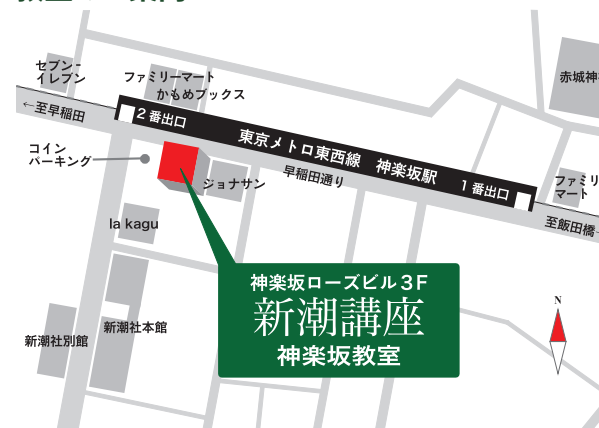 セブン-
イレブン
ファミリーマート
かもめブックス
赤城神
←至早稲田
2番出口
東京メトロ東西線 神楽坂駅
1番出口
コイン
パーキング
ジョナサン
早稲田通り
ファミリ
マート
至飯田橋→
la kagu
神楽坂ローズビル3F
新潮講座
神楽坂教室
新潮社別館
新潮社本館
N